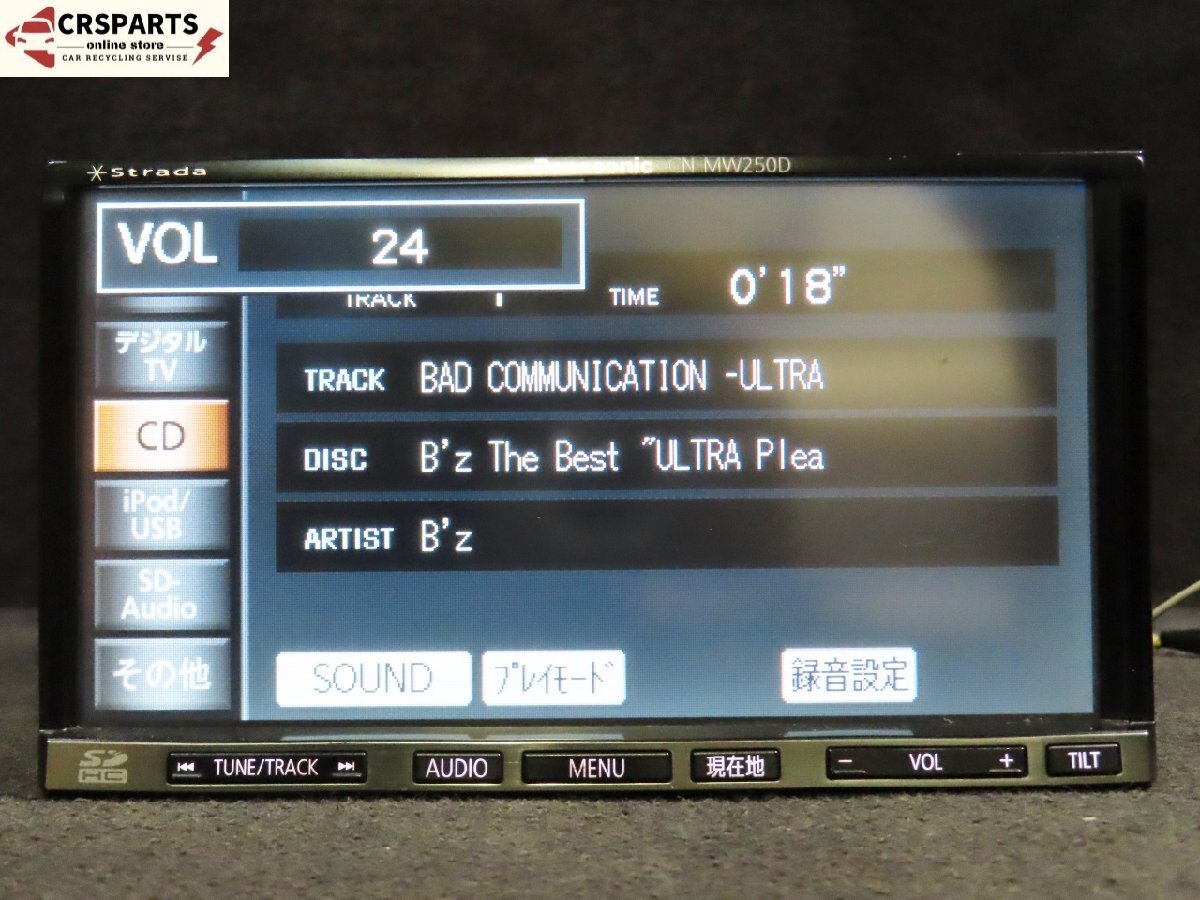 CRSPARTS
online store
CAR RECYCLING SERVISE
Strada
Panasonic CN-MW250D
VOL 24
TRACK 1 TIME 0'18"
デジタル
TV
TRACK BAD COMMUNICATION -ULTRA
CD
DISC B'z The Best "ULTRA Plea
iPod/
USB
ARTIST B'z
SD-
Audio
その他
SOUND プレイモード 録音設定
SD
HC
TUNE/TRACK AUDIO MENU 現在地 - VOL + TILT